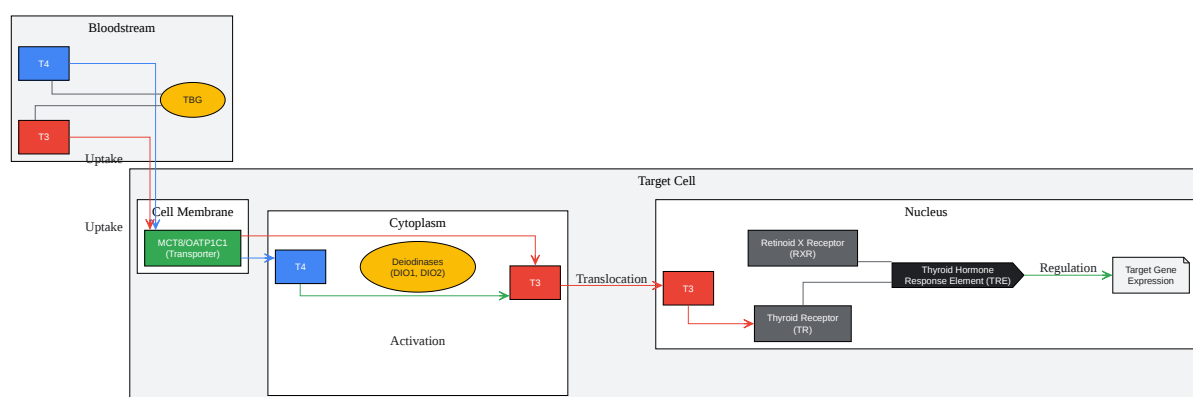 Bloodstream
T4
TBG
T3
Uptake
Target Cell
Cell Membrane
Uptake
MCT8/OATP1C1
(Transporter)
Cytoplasm
T4
Deiodinases
(DIO1, DIO2)
T3
Activation
Translocation
Nucleus
T3
Retinoid X Receptor
(RXR)
Thyroid Receptor
(TR)
Thyroid Hormone
Response Element (TRE)
Regulation
Target Gene
Expression